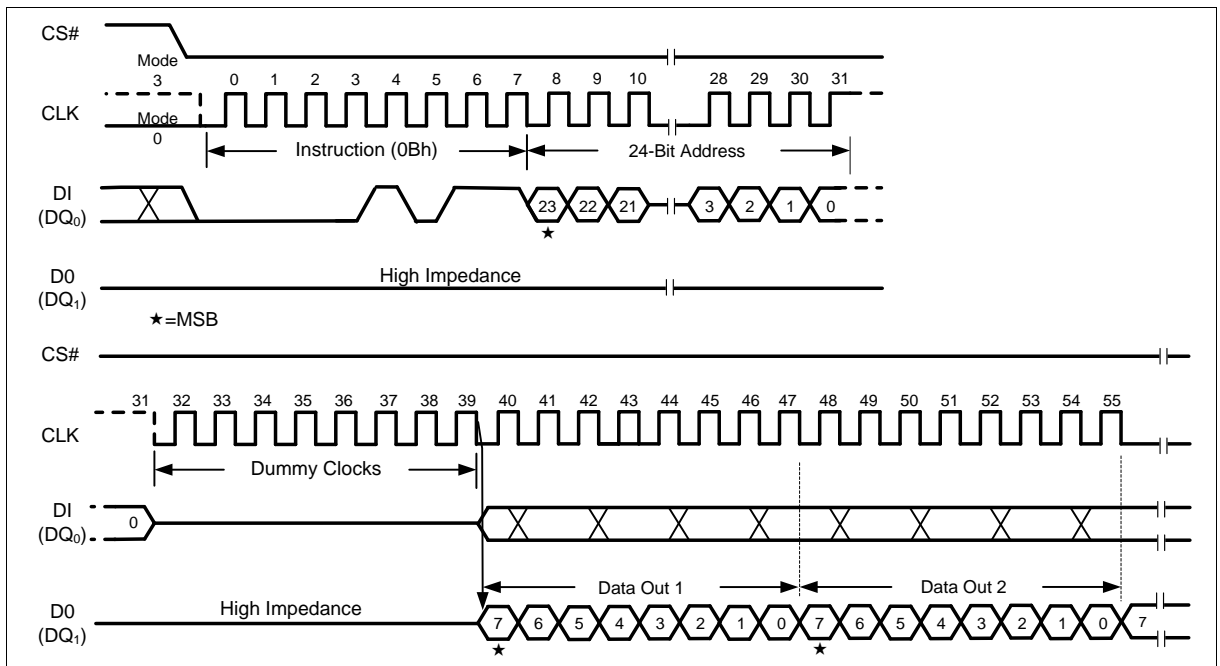 CS#
Mode
3 0 1 2 3 4 5 6 7 8 9 10 28 29 30 31
CLK
Mode
0
Instruction (0Bh) 24-Bit Address
DI
(DQ0)
23 22 21 3 2 1 0
★
D0
(DQ1)
High Impedance
★=MSB
CS#
31 32 33 34 35 36 37 38 39 40 41 42 43 44 45 46 47 48 49 50 51 52 53 54 55
CLK
Dummy Clocks
DI
(DQ0)
0
Data Out 1 Data Out 2
D0
(DQ1)
High Impedance
7 6 5 4 3 2 1 0 7 6 5 4 3 2 1 0 7
★ ★